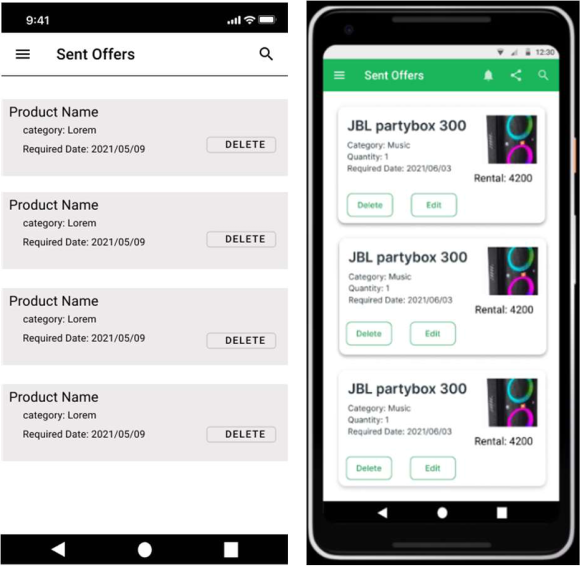 9:41
Sent Offers
Product Name
category: Lorem
Required Date: 2021/05/09
DELETE
Product Name
category: Lorem
Required Date: 2021/05/09
DELETE
Product Name
category: Lorem
Required Date: 2021/05/09
DELETE
Product Name
category: Lorem
Required Date: 2021/05/09
DELETE
12:30
Sent Offers
JBL partybox 300
Category: Music
Quantity: 1
Required Date: 2021/06/03
Rental: 4200
Delete Edit
JBL partybox 300
Category: Music
Quantity: 1
Required Date: 2021/06/03
Rental: 4200
Delete Edit
JBL partybox 300
Category: Music
Quantity: 1
Required Date: 2021/06/03
Rental: 4200
Delete Edit